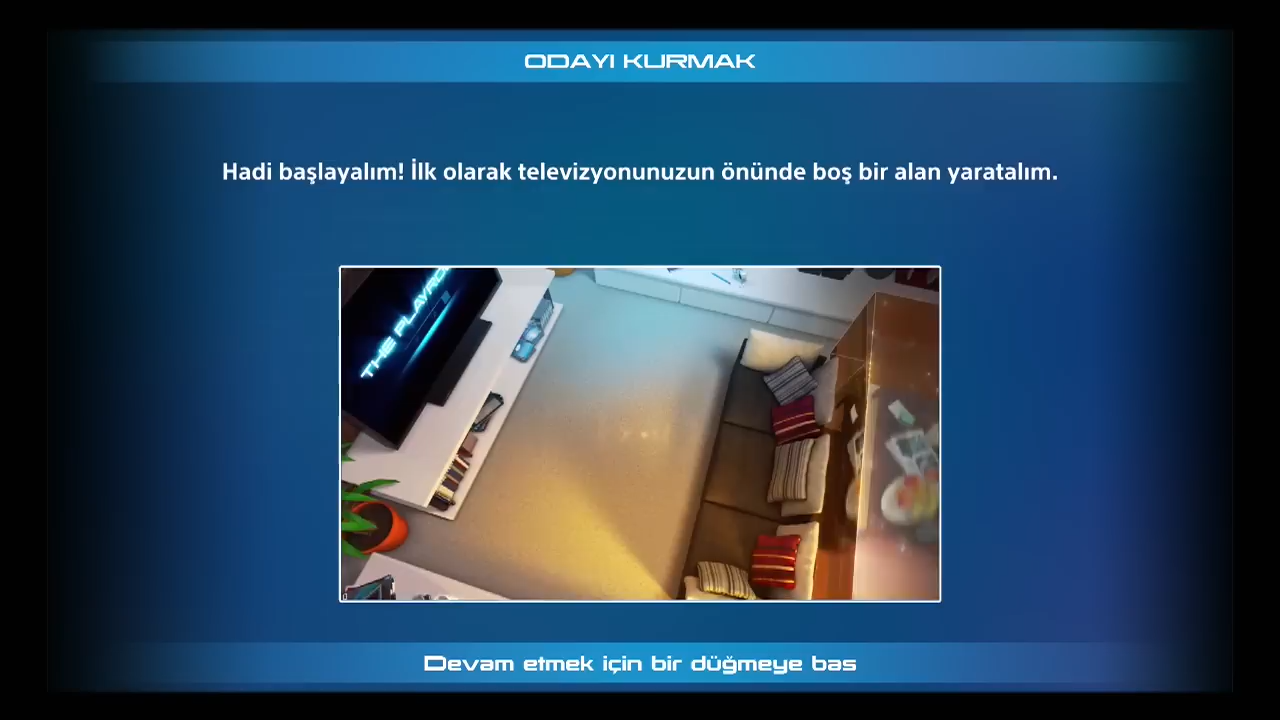 ODAYI KURMAK
Hadi başlayalım! İlk olarak televizyonunuzun önünde boş bir alan yaratalım.
THE PLAYRO
Devam etmek için bir düğmeye bas